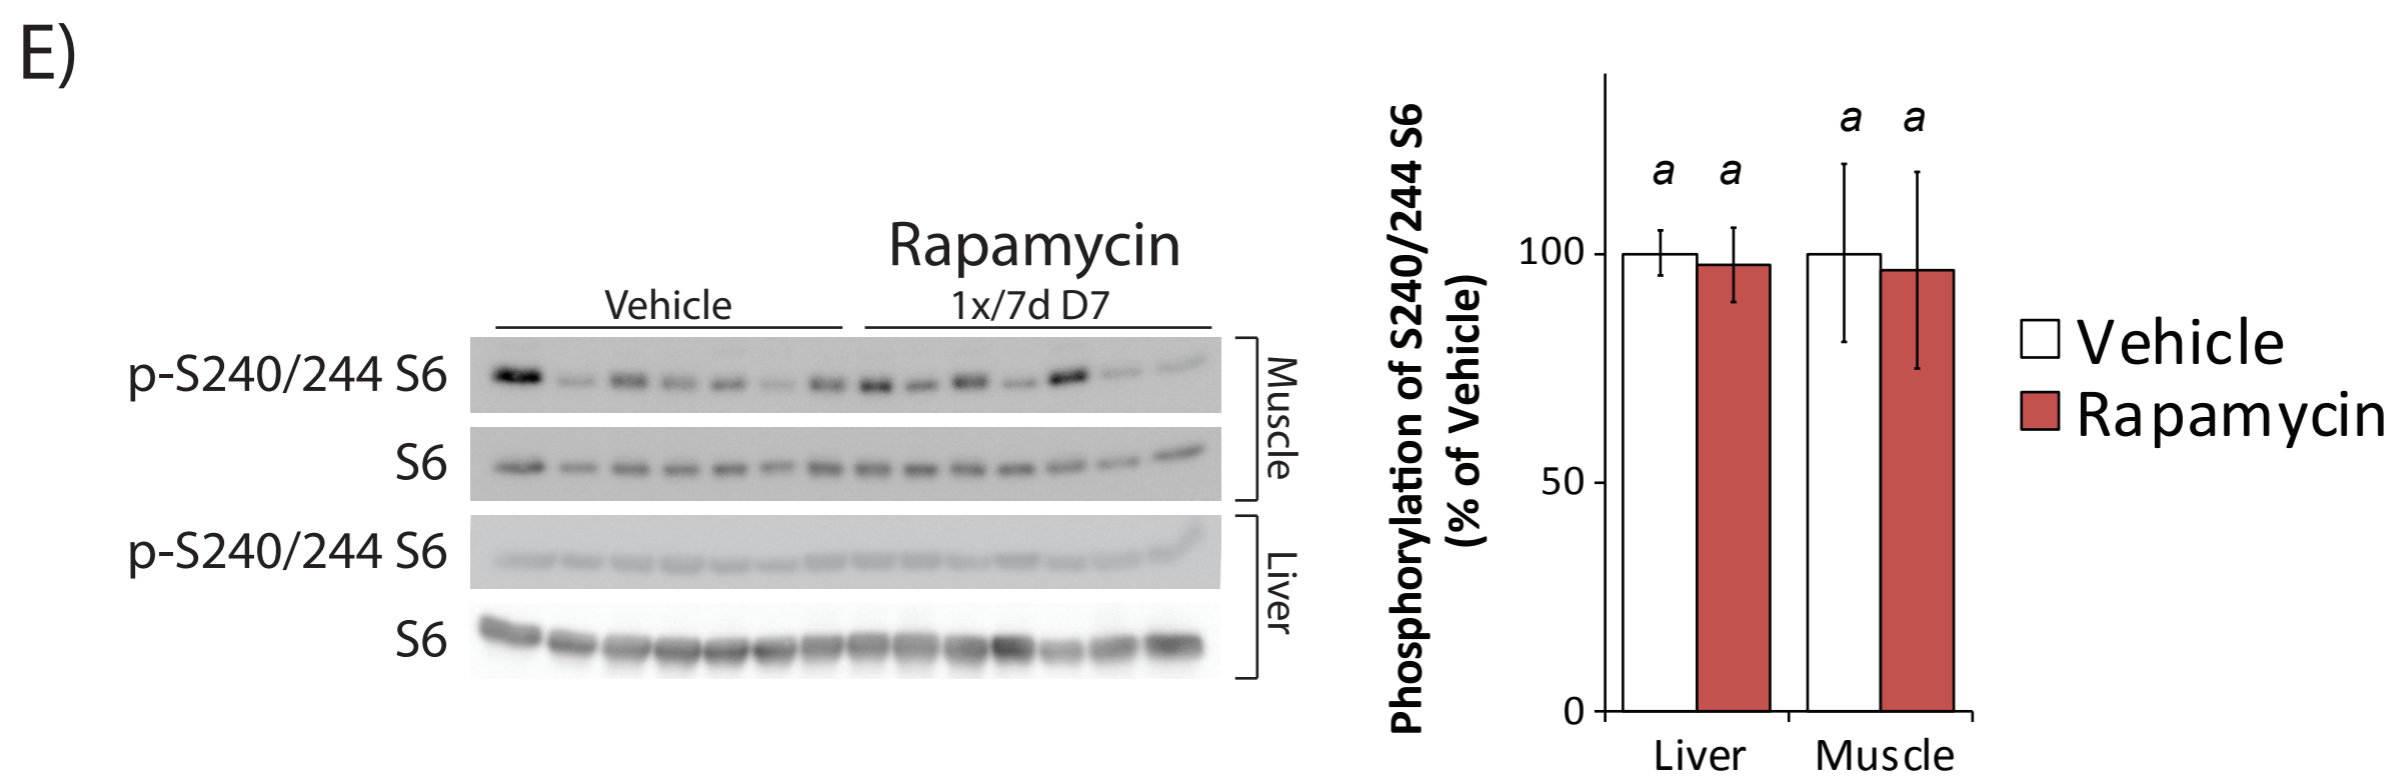 E)
Rapamycin
Vehicle
1x/7d D7
p-S240/244 S6
S6
Muscle
p-S240/244 S6
S6
Liver
Phosphorylation of S240/244 S6
(% of Vehicle)
100
50
0
a a
a a
Liver
Muscle
Vehicle
Rapamycin